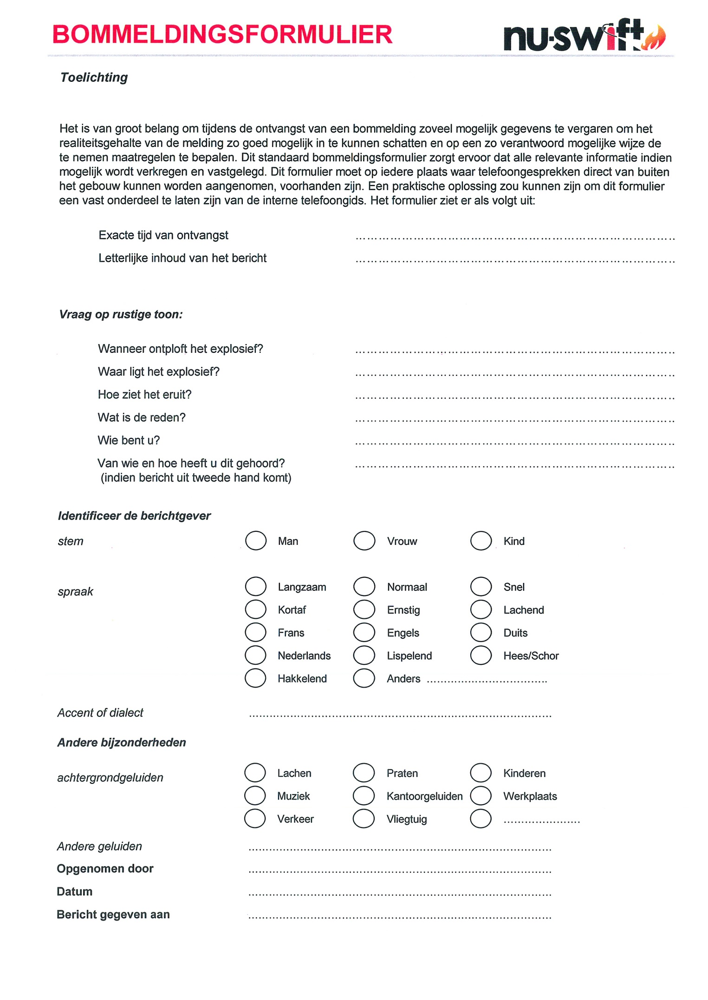 BOMMELDINGSFORMULIER
nu-swift
Toelichting
Het is van groot belang om tijdens de ontvangst van een bommelding zoveel mogelijk gegevens te vergaren om het
realiteitsgehalte van de melding zo goed mogelijk in te kunnen schatten en op een zo verantwoord mogelijke wijze de
te nemen maatregelen te bepalen. Dit standaard bommeldingsformulier zorgt ervoor dat alle relevante informatie indien
mogelijk wordt verkregen en vastgelegd. Dit formulier moet op iedere plaats waar telefoongesprekken direct van buiten
het gebouw kunnen worden aangenomen, voorhanden zijn. Een praktische oplossing zou kunnen zijn om dit formulier
een vast onderdeel te laten zijn van de interne telefoongids. Het formulier ziet er als volgt uit:
Exacte tijd van ontvangst ................................................................
Letterlijke inhoud van het bericht ................................................................
Vraag op rustige toon:
Wanneer ontploft het explosief? ................................................................
Waar ligt het explosief? ................................................................
Hoe ziet het eruit? ................................................................
Wat is de reden? ................................................................
Wie bent u? ................................................................
Van wie en hoe heeft u dit gehoord? ................................................................
(indien bericht uit tweede hand komt)
Identificeer de berichtgever
stem Man Vrouw Kind
spraak Langzaam Normaal Snel
Kortaf Ernstig Lachend
Frans Engels Duits
Nederlands Lispelend Hees/Schor
Hakkelend Anders ...................................
Accent of dialect ................................................................
Andere bijzonderheden
achtergrondgeluiden Lachen Praten Kinderen
Muziek Kantoorgeluiden Werkplaats
Verkeer Vliegtuig ......................
Andere geluiden ................................................................
Opgenomen door ................................................................
Datum ................................................................
Bericht gegeven aan ................................................................